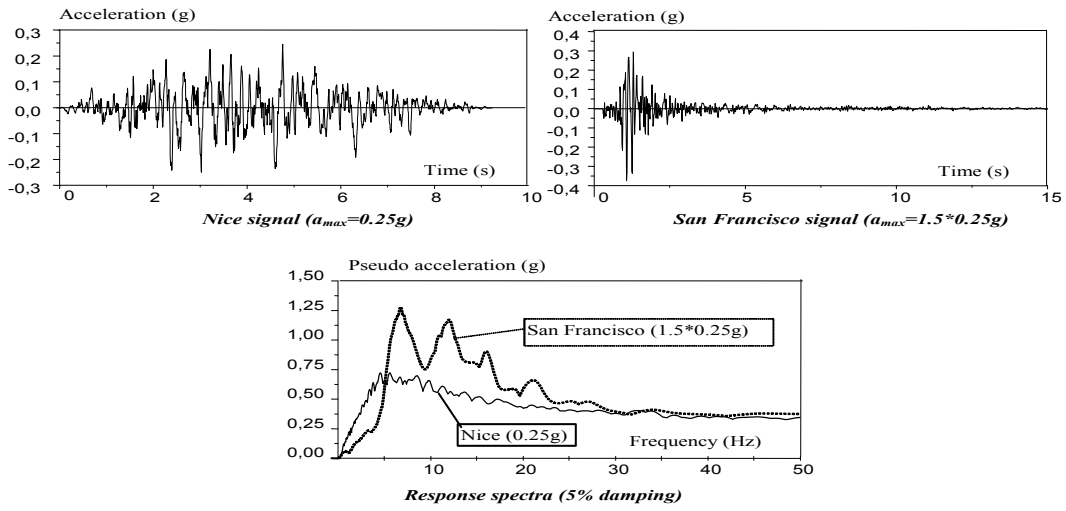 Acceleration (g)
0,3
0,2
0,1
0,0
-0,1
-0,2
-0,3
Time (s)
0 2 4 6 8 10
Nice signal (amax=0.25g)
Acceleration (g)
0,4
0,3
0,2
0,1
0,0
-0,1
-0,2
-0,3
-0,4
Time (s)
0 5 10 15
San Francisco signal (amax=1.5*0.25g)
Pseudo acceleration (g)
1,50
1,25
1,00
0,75
0,50
0,25
0,00
San Francisco (1.5*0.25g)
Nice (0.25g)
Frequency (Hz)
10 20 30 40 50
Response spectra (5% damping)